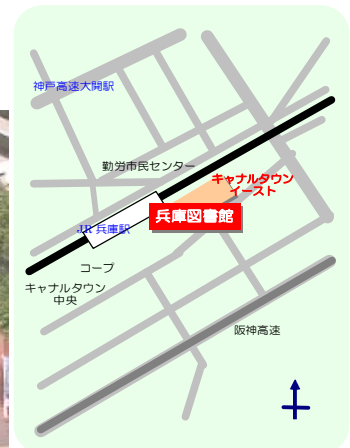 神戸高速大開駅
勤労市民センター
キャナルタウン
イースト
兵庫図書館
JR 兵庫駅
コープ
キャナルタウン
中央
阪神高速